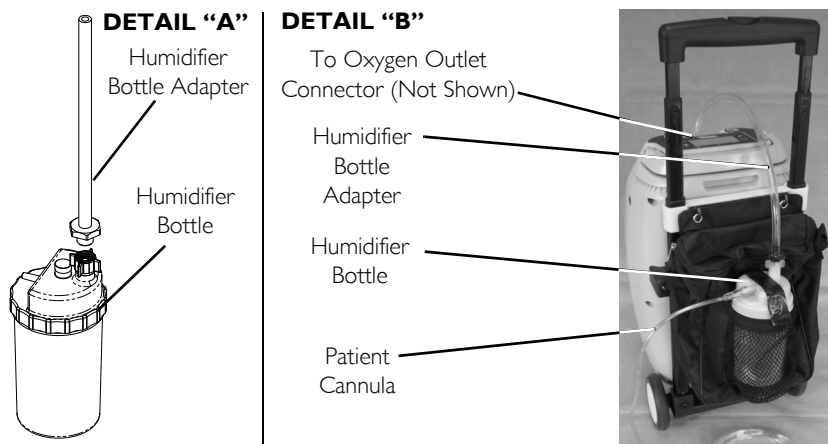 DETAIL “A”
Humidifier
Bottle Adapter
Humidifier
Bottle
DETAIL “B”
To Oxygen Outlet
Connector (Not Shown)
Humidifier
Bottle
Adapter
Humidifier
Bottle
Patient
Cannula